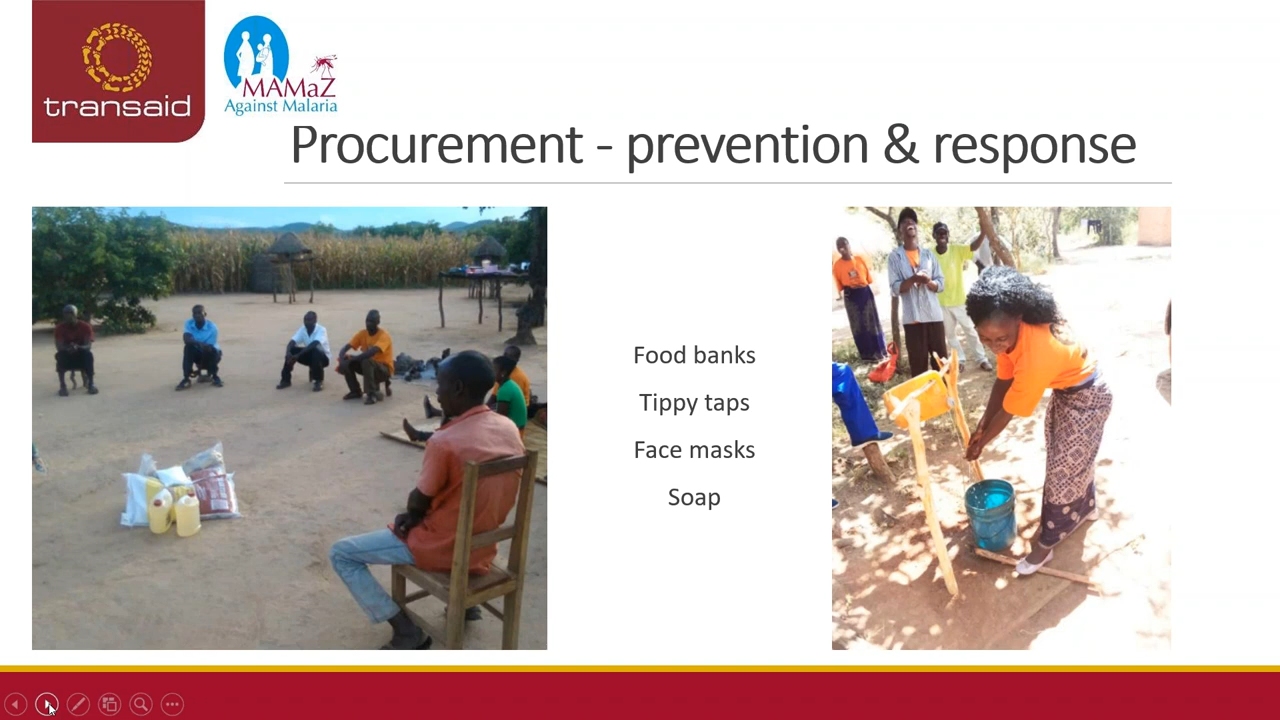 transaid
MAMaZ
Against Malaria
Procurement - prevention & response
Food banks
Tippy taps
Face masks
Soap